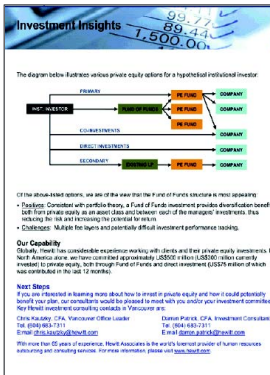 Investment Insights
99.77
89.44
1,500.00
The diagram below illustrates various private equity options for a hypothetical institutional investor:
PRIMARY
PE FUND
COMPANY
INST. INVESTOR
FUND OF FUNDS
PE FUND
COMPANY
PE FUND
COMPANY
CO-INVESTMENTS
COMPANY
DIRECT INVESTMENTS
COMPANY
SECONDARY
EXISTING LP
PE FUND
COMPANY
Of the above-listed options, we are of the view that the Fund of Funds structure is most appealing:
• Positives: Consistent with portfolio theory, a Fund of Funds investment provides diversification benefits
both from private equity as an asset class and between each of the managers' investments, thus
reducing the risk and increasing the potential for return.
• Challenges: Multiple fee layers and potentially difficult investment performance tracking.
Our Capability
Globally, Hewitt has considerable experience working with clients and their private equity investments. In
North America alone, we have committed approximately US$500 million (US$260 million currently
invested) to private equity, both through Fund of Funds and direct investment (US$75 million of which
was contributed in the last 12 months).
Next Steps
If you are interested in learning more about how to invest in private equity and how it could potentially
benefit your plan, our consultants would be pleased to meet with you and/or your investment committee.
Key Hewitt investment consulting contacts in Vancouver are:
Chris Kautzky, CFA, Vancouver Office Leader
Darren Patrick, CFA, Investment Consultant
Tel. (604) 683-7311
Tel: (604) 683-7311
E-mail chris.kautzky@hewitt.com
E-mail darren.patrick@hewitt.com
With more than 65 years of experience, Hewitt Associates is the world's foremost provider of human resources
outsourcing and consulting services. For more information, please visit www.hewitt.com.